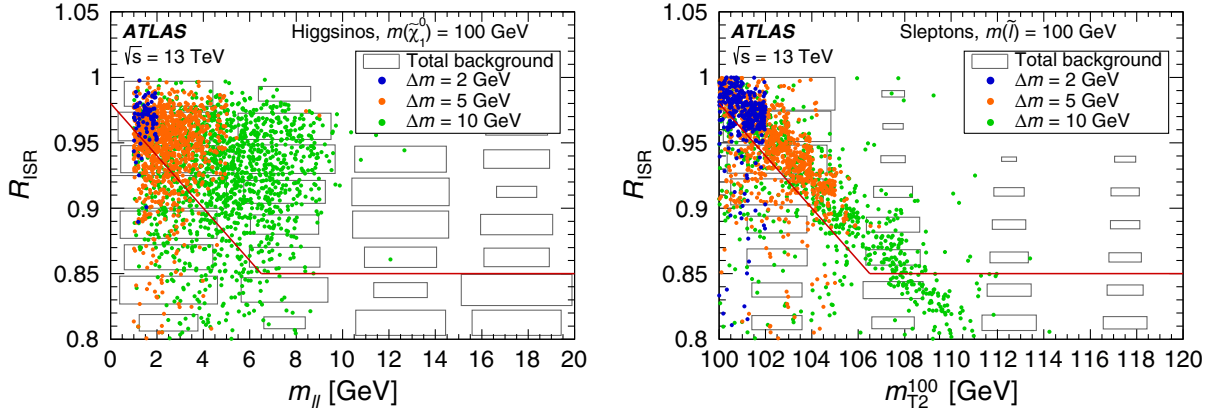 ATLAS
Higgsinos, m(χ̃⁰₁) = 100 GeV
√s = 13 TeV
Total background
Δm = 2 GeV
Δm = 5 GeV
Δm = 10 GeV
1.05
1
0.95
0.9
0.85
0.8
R_ISR
0 2 4 6 8 10 12 14 16 18 20
m_ll [GeV]
ATLAS
Sleptons, m(l̃) = 100 GeV
√s = 13 TeV
Total background
Δm = 2 GeV
Δm = 5 GeV
Δm = 10 GeV
1.05
1
0.95
0.9
0.85
0.8
R_ISR
100 102 104 106 108 110 112 114 116 118 120
m_T2^100 [GeV]